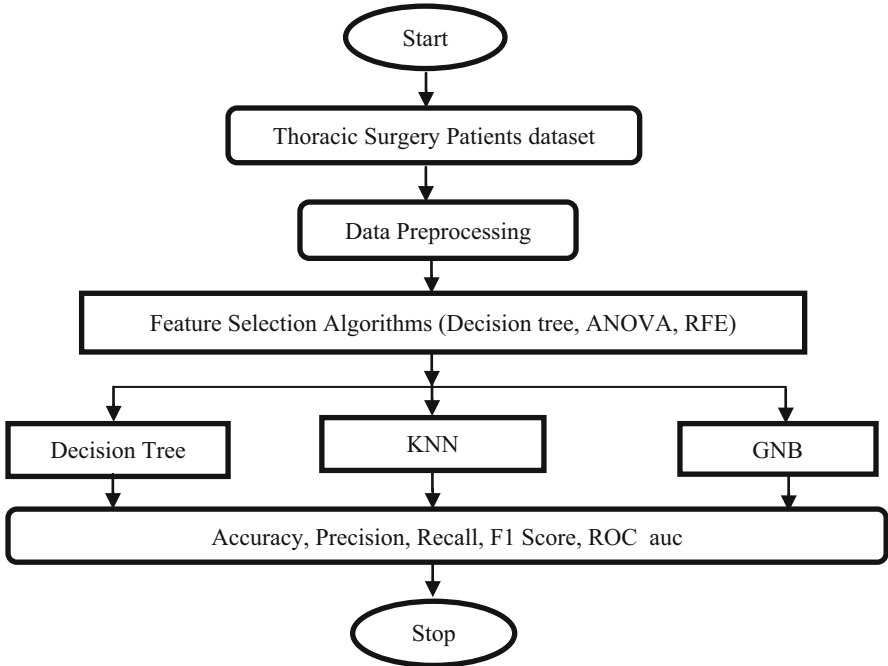 Start
Thoracic Surgery Patients dataset
Data Preprocessing
Feature Selection Algorithms (Decision tree, ANOVA, RFE)
Decision Tree
KNN
GNB
Accuracy, Precision, Recall, F1 Score, ROC auc
Stop